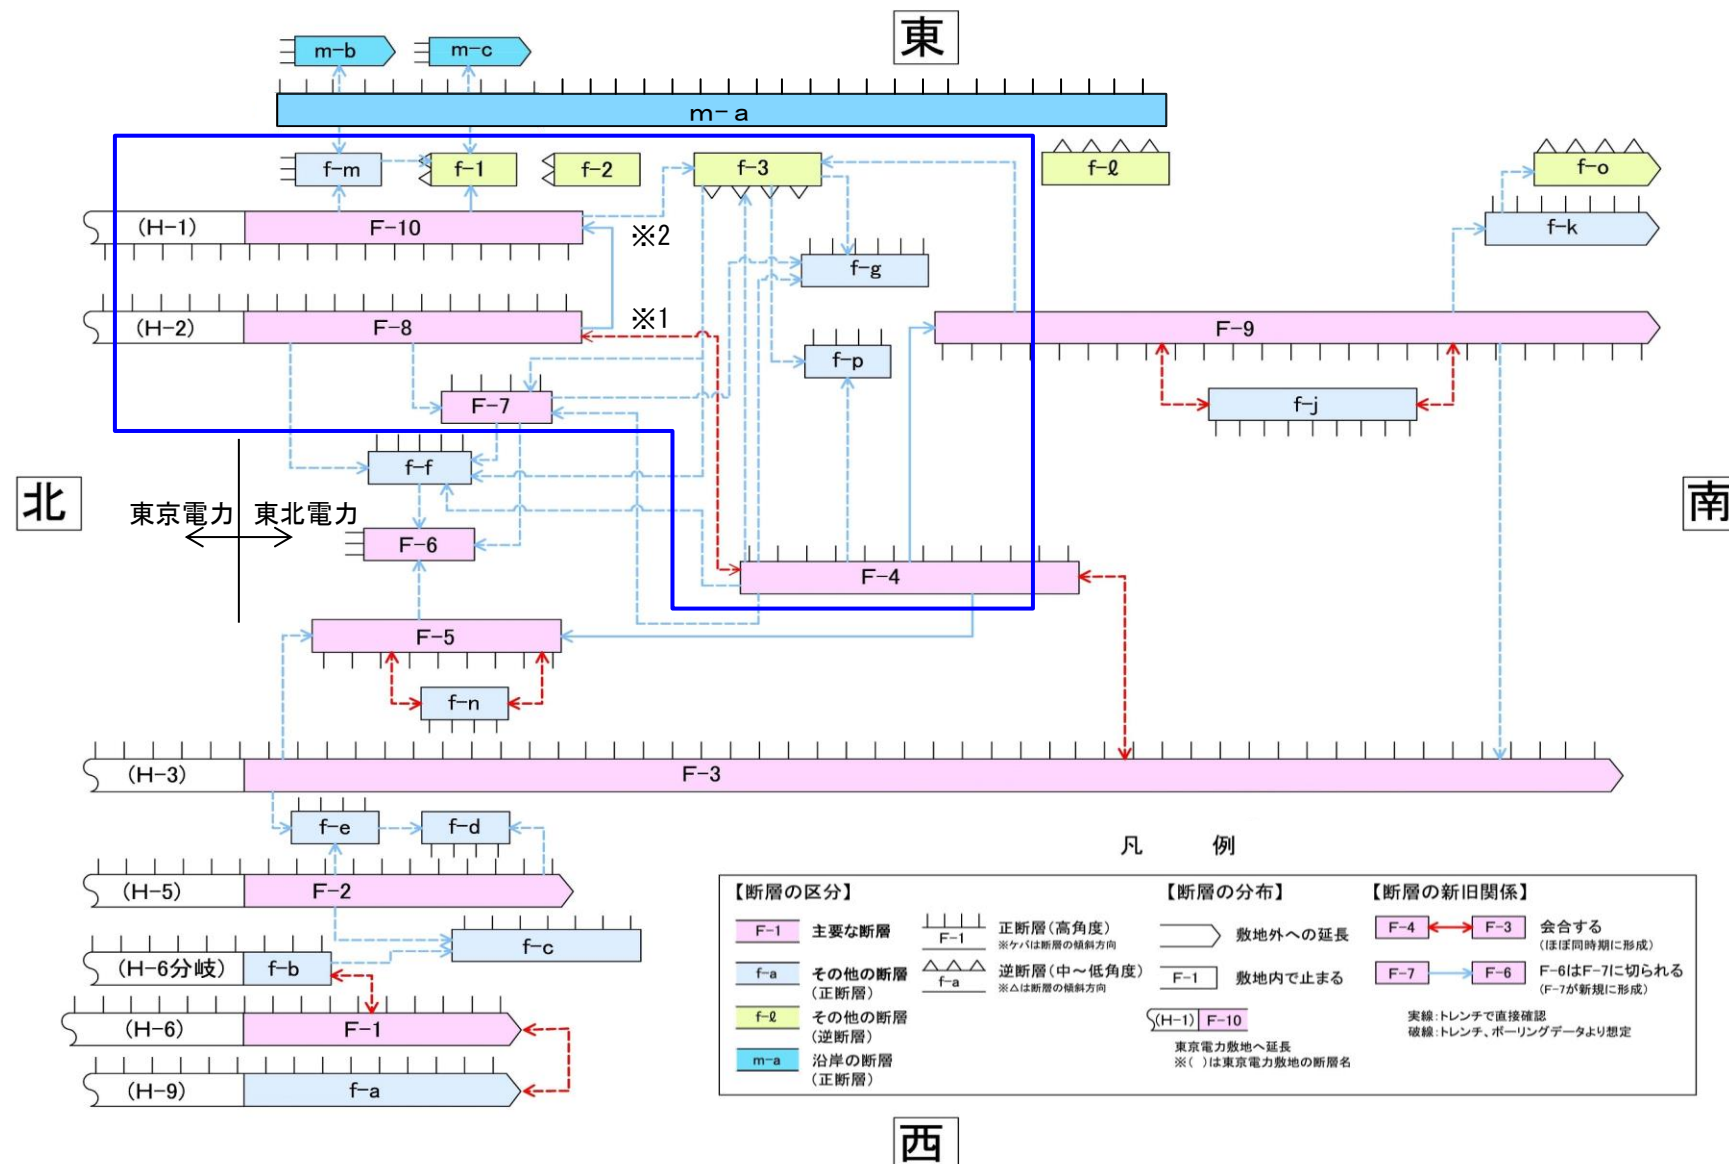 東
m-b
m-c
m-a
f-m
f-1
f-2
f-3
f-ℓ
f-o
(H-1)
F-10
※2
f-k
f-g
(H-2)
F-8
※1
F-9
f-p
F-7
f-j
f-f
北
南
東京電力
東北電力
F-6
F-4
F-5
f-n
(H-3)
F-3
f-e
f-d
(H-5)
F-2
f-c
(H-6分岐)
f-b
(H-6)
F-1
(H-9)
f-a
凡 例
【断層の区分】
F-1
主要な断層
f-a
その他の断層
(正断層)
f-ℓ
その他の断層
(逆断層)
m-a
沿岸の断層
(正断層)
F-1
正断層(高角度)
※ケバは断層の傾斜方向
f-a
逆断層(中~低角度)
※△は断層の傾斜方向
【断層の分布】
敷地外への延長
F-1
敷地内で止まる
(H-1)
F-10
東京電力敷地へ延長
※( )は東京電力敷地の断層名
【断層の新旧関係】
F-4
F-3
会合する
(ほぼ同時期に形成)
F-7
F-6
F-6はF-7に切られる
(F-7が新規に形成)
実線:トレンチで直接確認
破線:トレンチ、ボーリングデータより想定
西